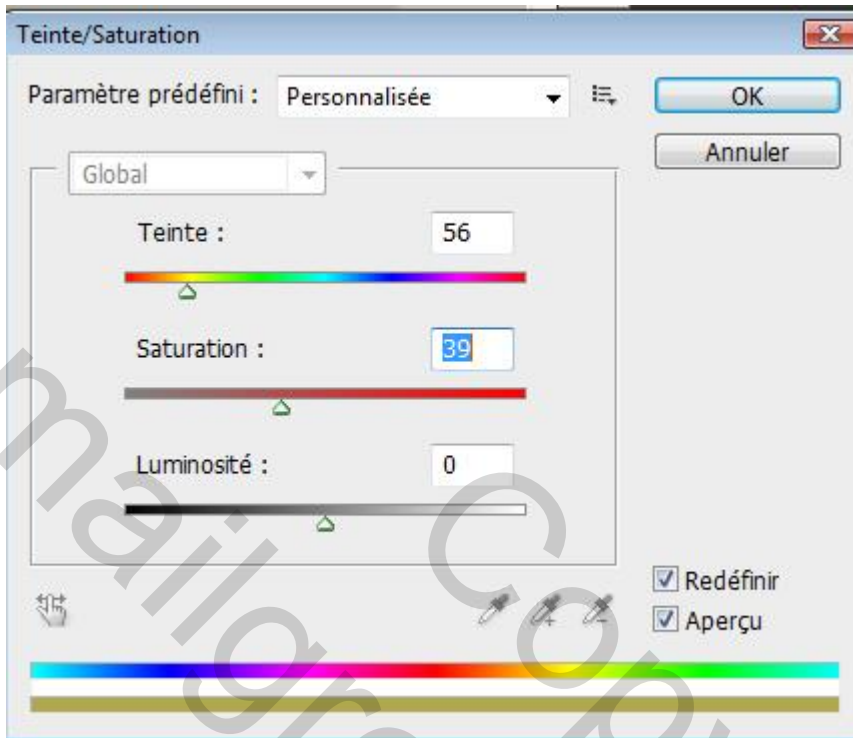 Teinte/Saturation
Paramètre prédéfini : Personnalisée
OK
Annuler
Global
Teinte : 56
Saturation : 39
Luminosité : 0
Redéfinir
Aperçu